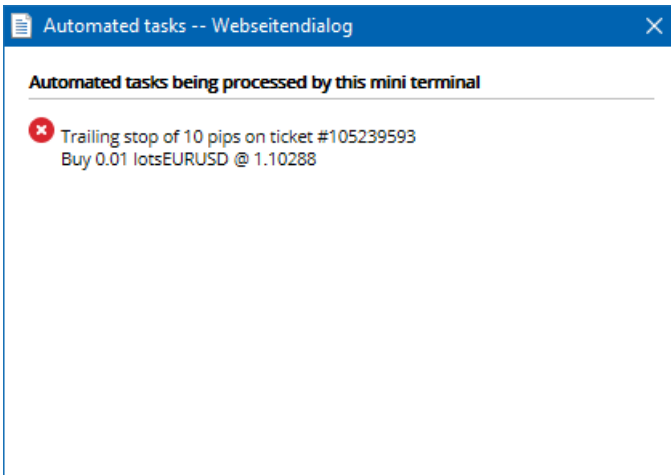 Automated tasks -- Webseitendialog
Automated tasks being processed by this mini terminal
Trailing stop of 10 pips on ticket #105239593
Buy 0.01 lotsEURUSD @ 1.10288